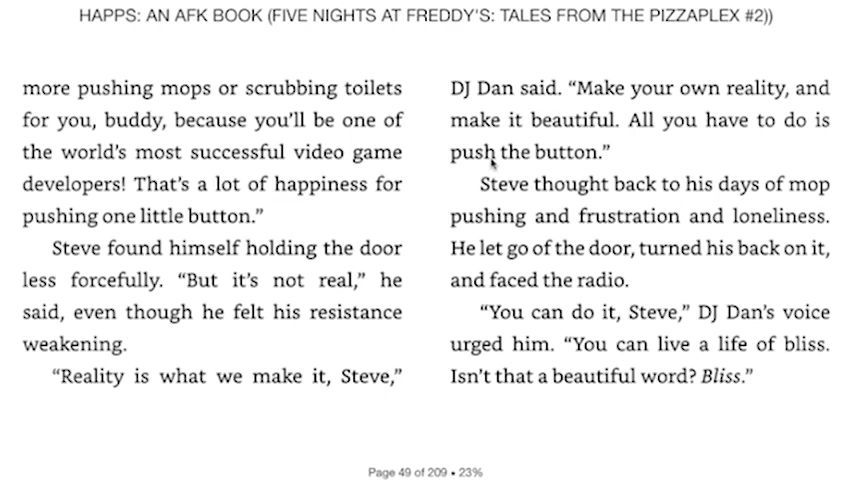 HAPPS: AN AFK BOOK (FIVE NIGHTS AT FREDDY'S: TALES FROM THE PIZZAPLEX #2))
more pushing mops or scrubbing toilets
for you, buddy, because you'll be one of
the world's most successful video game
developers! That's a lot of happiness for
pushing one little button.”
Steve found himself holding the door
less forcefully. “But it's not real,” he
said, even though he felt his resistance
weakening.
“Reality is what we make it, Steve,”
DJ Dan said. “Make your own reality, and
make it beautiful. All you have to do is
push the button.”
Steve thought back to his days of mop
pushing and frustration and loneliness.
He let go of the door, turned his back on it,
and faced the radio.
“You can do it, Steve,” DJ Dan's voice
urged him. “You can live a life of bliss.
Isn't that a beautiful word? Bliss.”
Page 49 of 209 • 23%